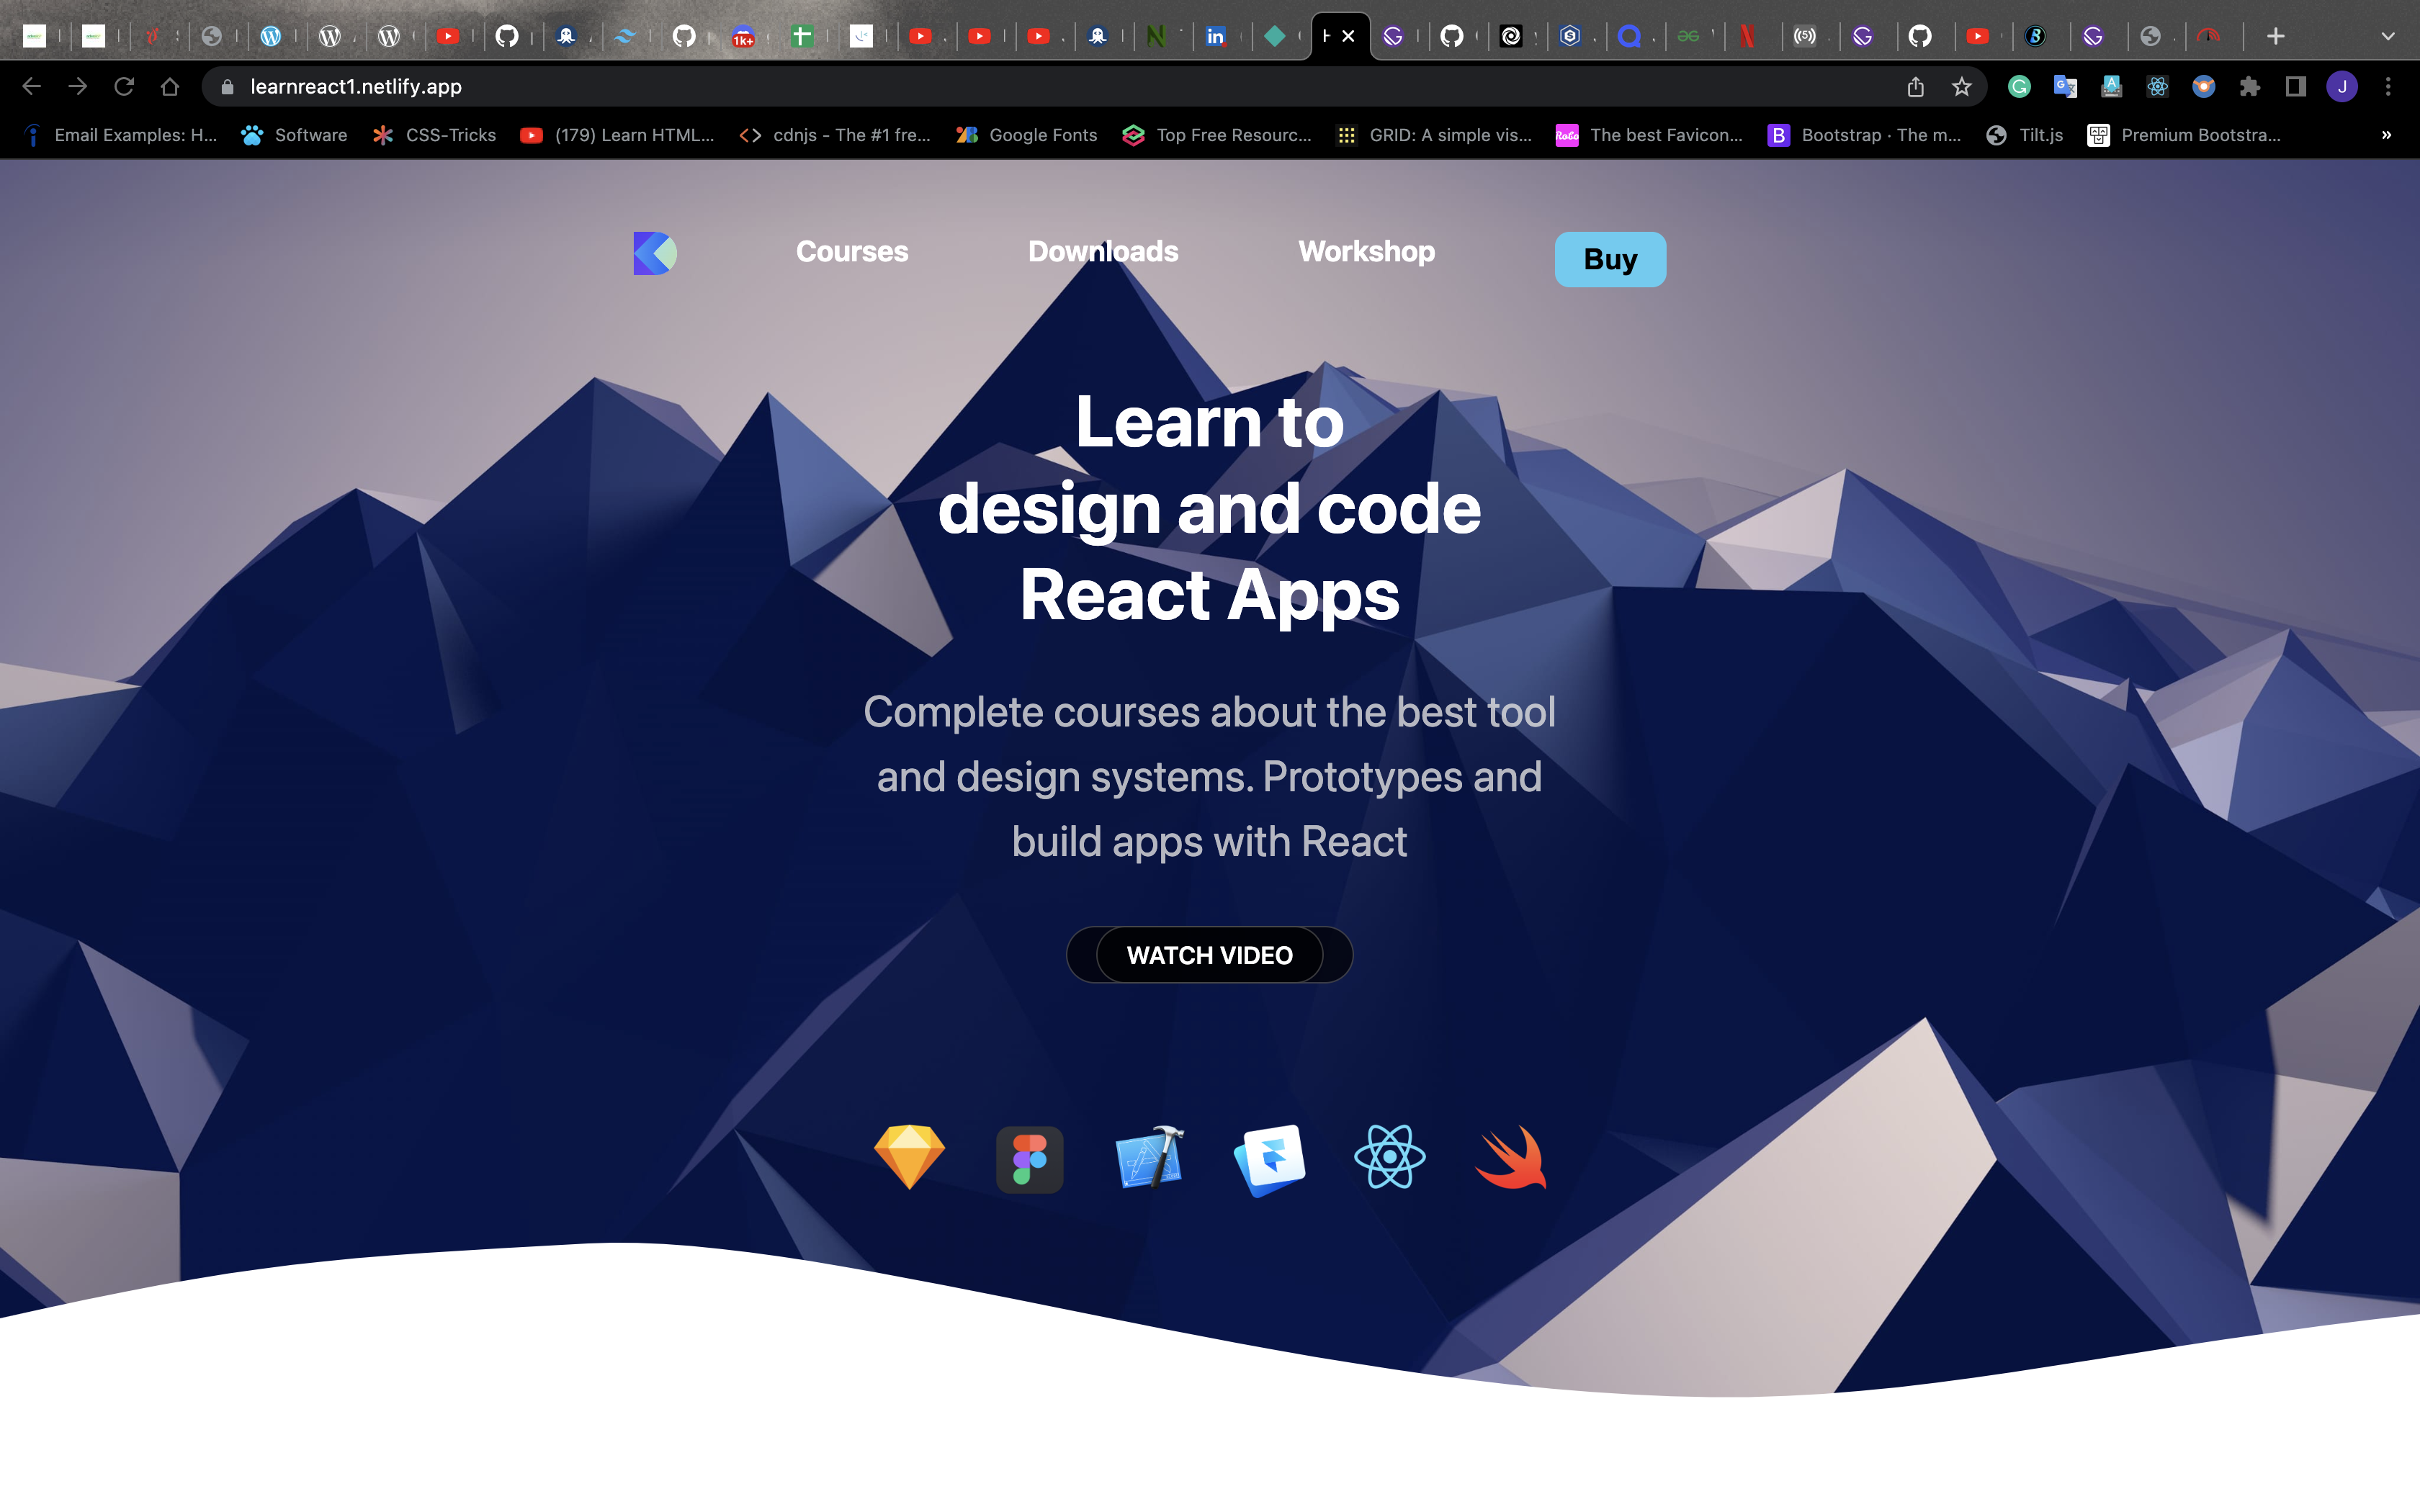 1k+
in
((5))
learnreact1.netlify.app
J
Email Examples: H...
Software
CSS-Tricks
(179) Learn HTML...
cdnjs - The #1 fre...
Google Fonts
Top Free Resourc...
GRID: A simple vis...
The best Favicon...
Bootstrap · The m...
Tilt.js
Premium Bootstra...
Courses
Downloads
Workshop
Buy
Learn to
design and code
React Apps
Complete courses about the best tool
and design systems. Prototypes and
build apps with React
WATCH VIDEO